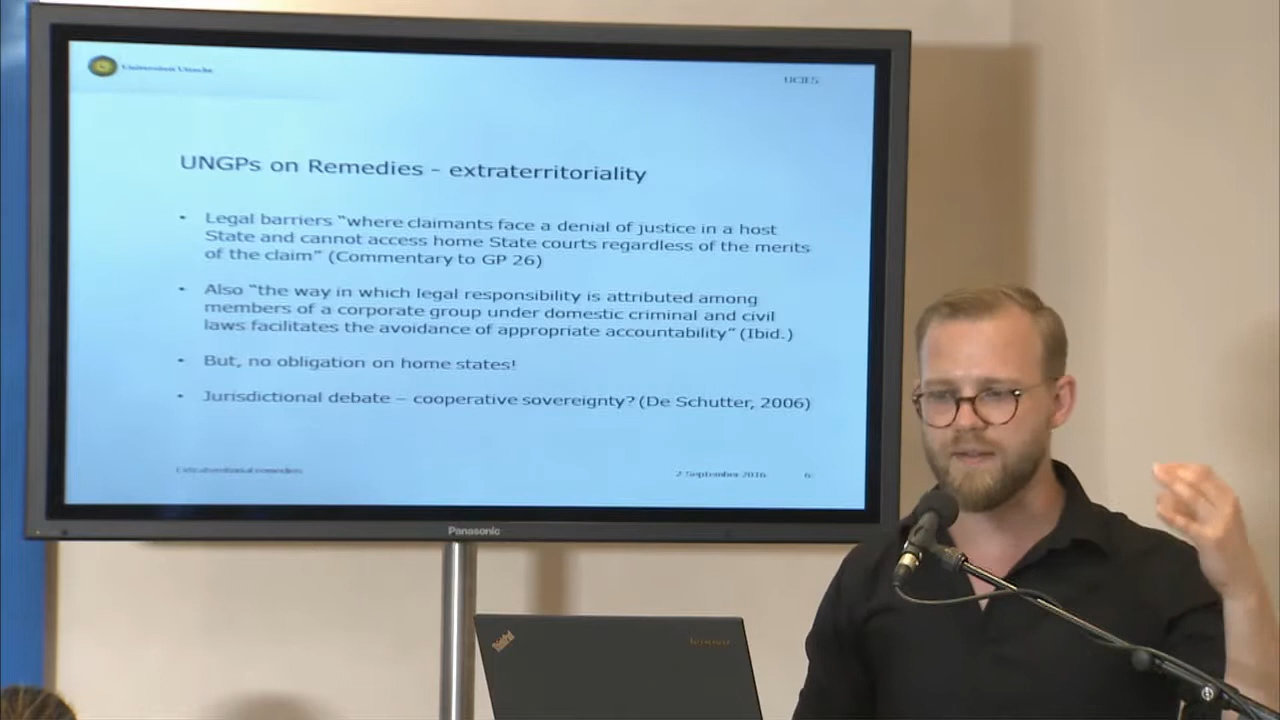 Universiteit Utrecht
UCIES
UNGPs on Remedies - extraterritoriality
• Legal barriers “where claimants face a denial of justice in a host
State and cannot access home State courts regardless of the merits
of the claim” (Commentary to GP 26)
• Also “the way in which legal responsibility is attributed among
members of a corporate group under domestic criminal and civil
laws facilitates the avoidance of appropriate accountability” (Ibid.)
• But, no obligation on home states!
• Jurisdictional debate – cooperative sovereignty? (De Schutter, 2006)
Extraterritorial remedies
2 September 2016
6
Panasonic
ThinkPad
lenovo